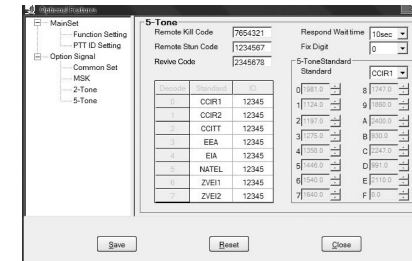 Optional Features
MainSet
Function Setting
PTT ID Setting
Option Signal
Common Set
MSK
2-Tone
5-Tone
5-Tone
Remote Kill Code 7654321
Remote Stun Code 1234567
Revive Code 2345678
Respond Wait time 10sec
Fix Digit 0
Decode Standard ID
0 CCIR1 12345
1 CCIR2 12345
2 CCITT 12345
3 EEA 12345
4 EIA 12345
5 NATEL 12345
6 ZVEI1 12345
7 ZVEI2 12345
5-ToneStandard
Standard CCIR1
0 1981.0 8 1747.0
1 1124.0 9 1860.0
2 1197.0 A 2400.0
3 1275.0 B 930.0
4 1358.0 C 2247.0
5 1446.0 D 991.0
6 1540.0 E 2110.0
7 1640.0 F 0.0
Save Reset Close